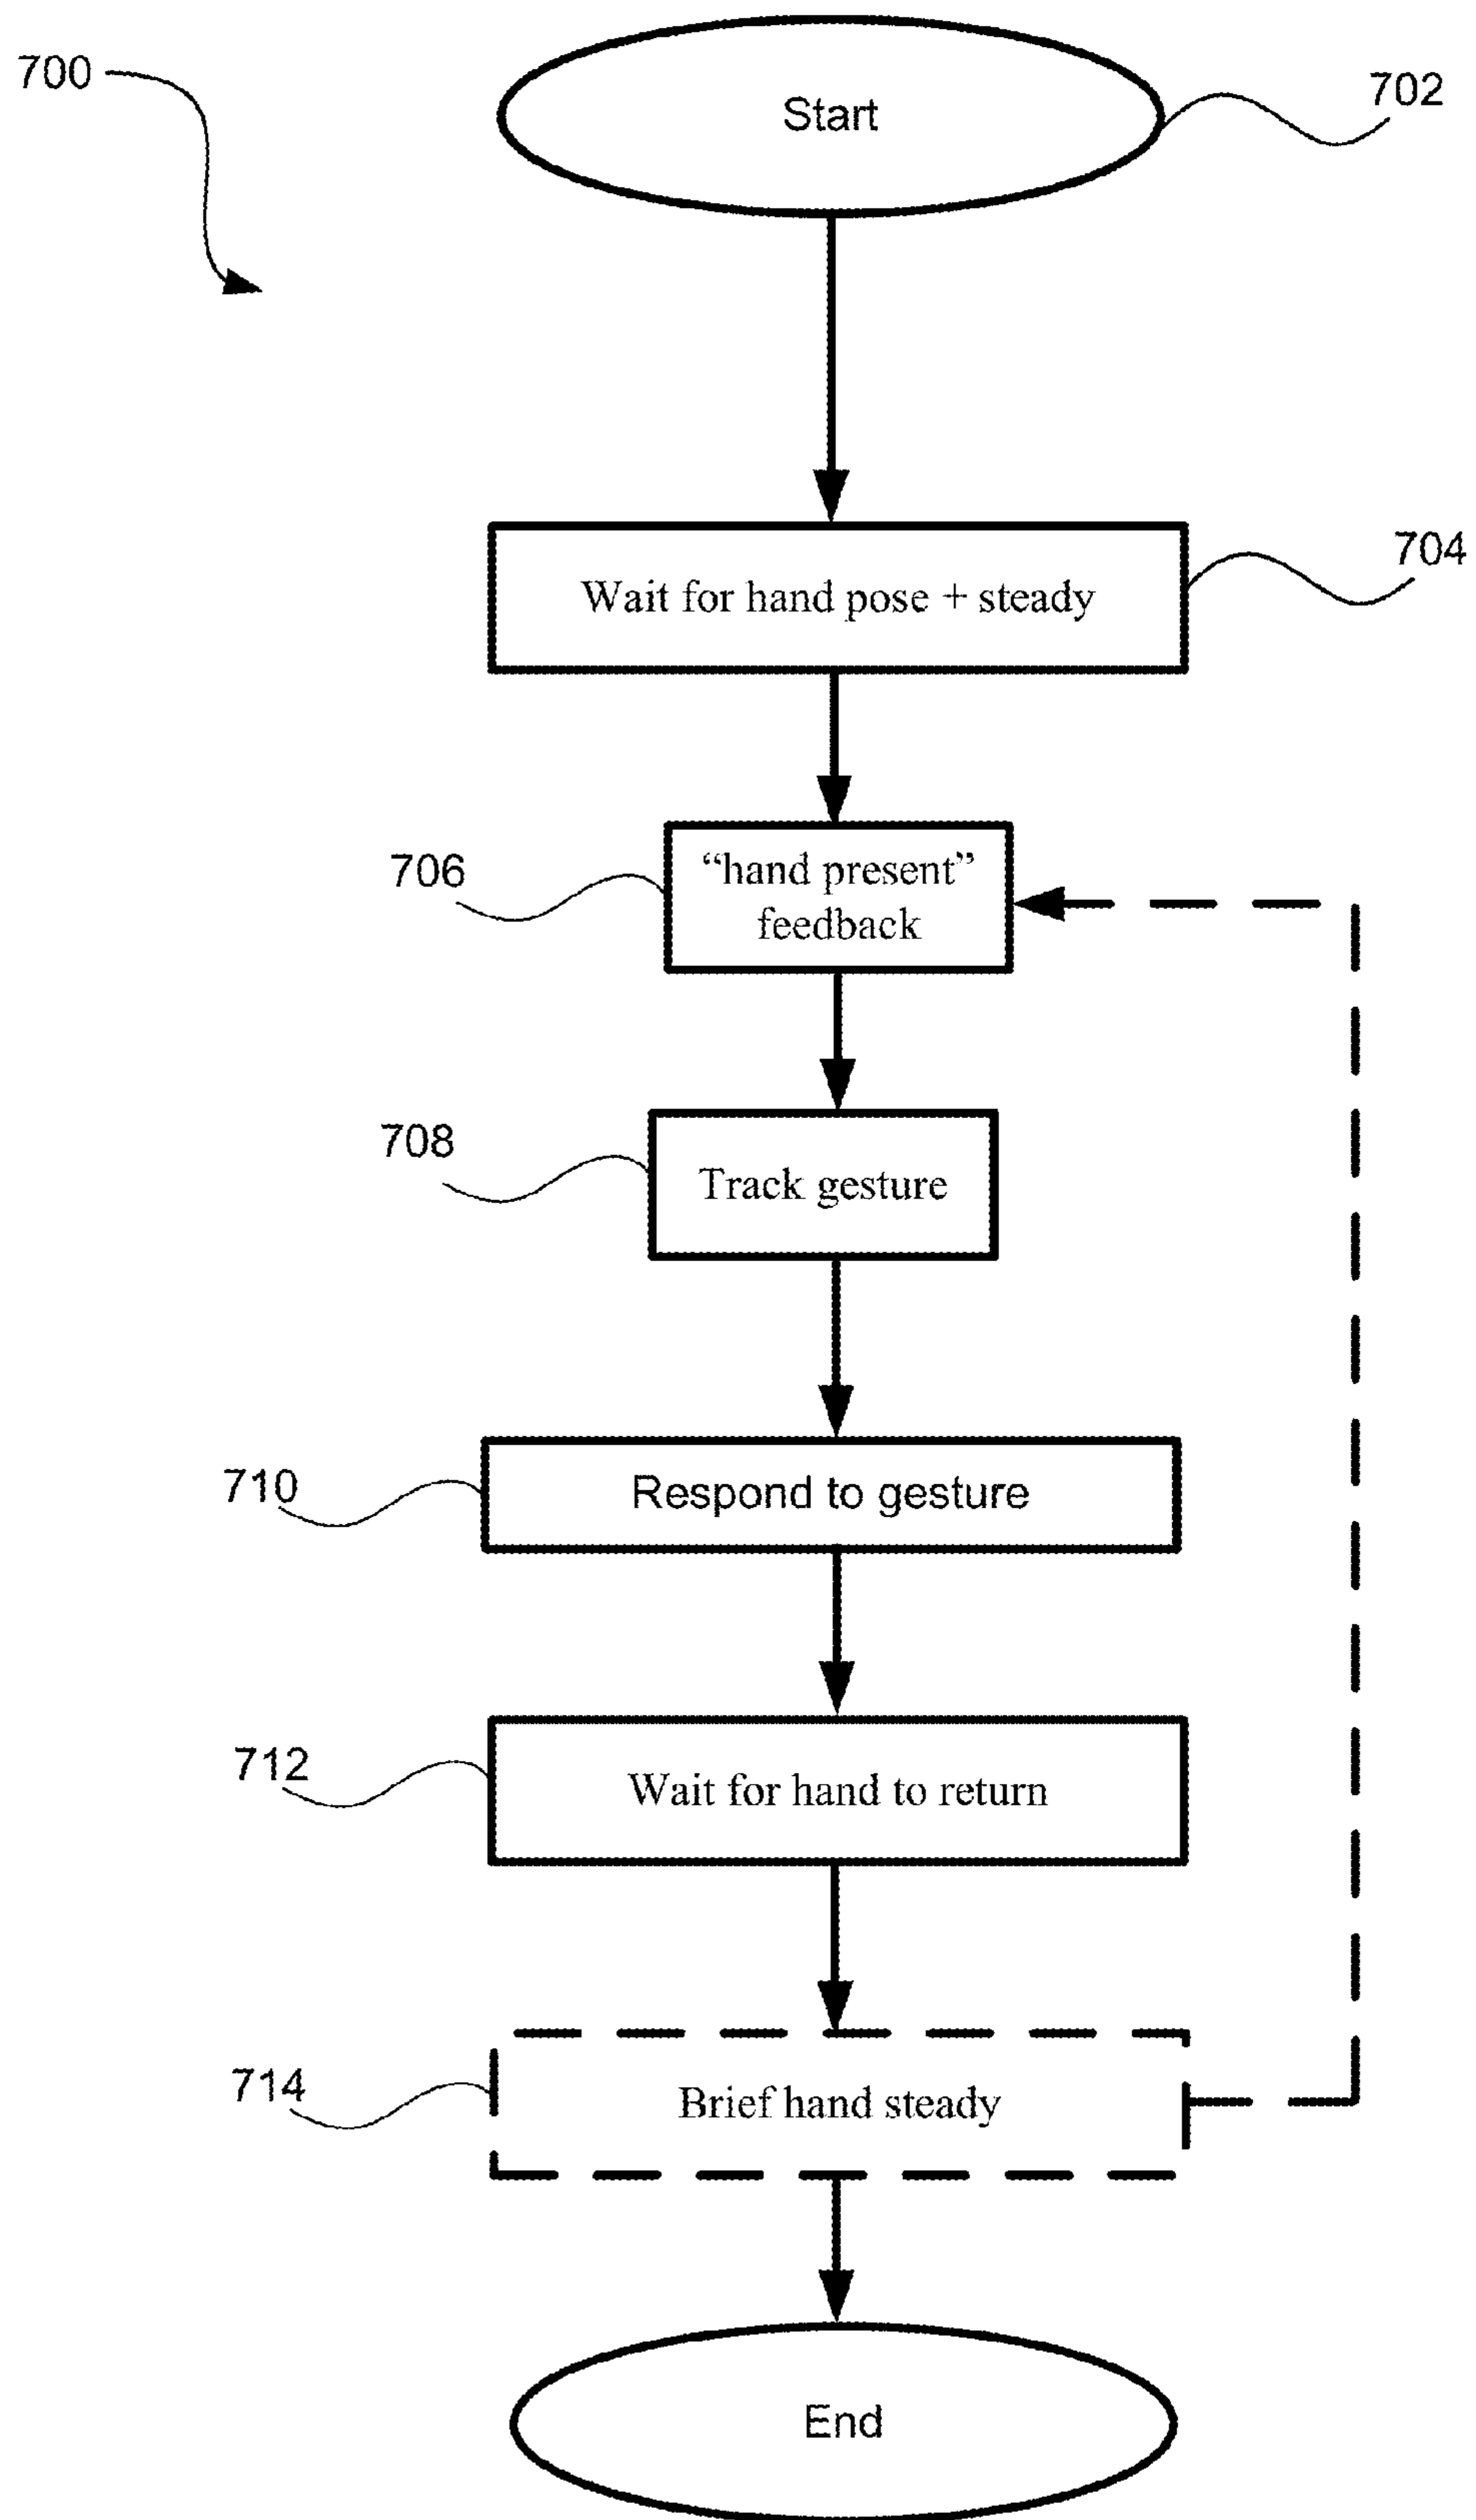 700
Start
702
Wait for hand pose + steady
704
706
“hand present”
feedback
708
Track gesture
710
Respond to gesture
712
Wait for hand to return
714
Brief hand steady
End